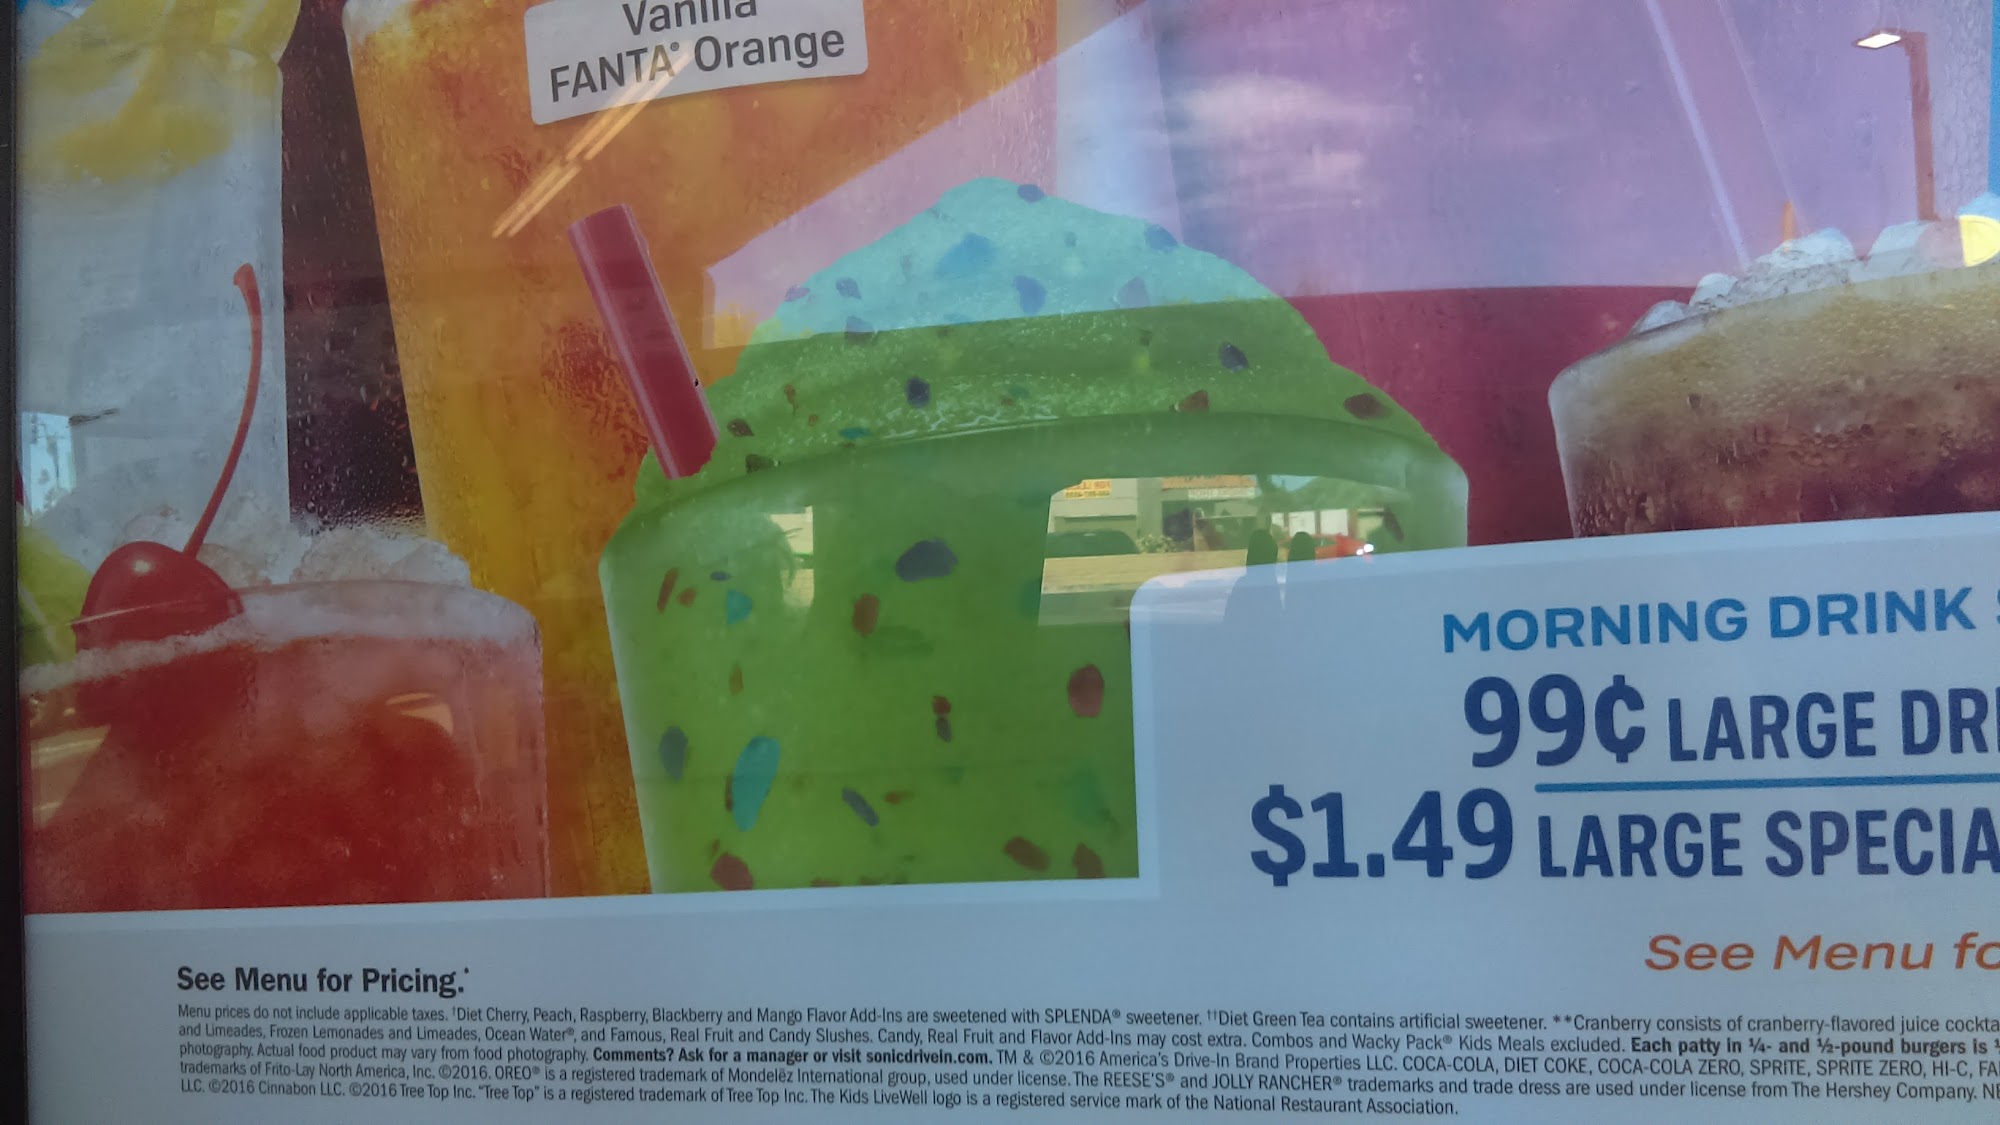 Vanilla
FANTA® Orange
MORNING DRINK
99¢ LARGE
$1.49 LARGE
See Menu
See Menu for Pricing.*
Menu prices do not include applicable taxes. †Diet Cherry, Peach, Raspberry, Blackberry and Mango Flavor Add-Ins are sweetened with SPLENDA® sweetener. ††Diet Green Tea contains artificial sweetener. **Cranberry consists of cranberry-flavored juice
and Limeades, Frozen Lemonades and Limeades, Ocean Water®, and Famous, Real Fruit and Candy Slushes. Candy, Real Fruit and Flavor Add-Ins may cost extra. Combos and Wacky Pack® Kids Meals excluded. Each patty in ¼- and ½-pound burgers is
photography. Actual food product may vary from food photography. Comments? Ask for a manager or visit sonicdrivein.com. TM & ©2016 America's Drive-In Brand Properties LLC. COCA-COLA, DIET COKE, COCA-COLA ZERO, SPRITE, SPRITE ZERO, HI-C,
trademarks of Frito-Lay North America, Inc. ©2016. OREO® is a registered trademark of Mondelēz International group, used under license. The REESE'S® and JOLLY RANCHER® trademarks and trade dress are used under license from The Hershey Company.
LLC. ©2016 Cinnabon LLC. ©2016 Tree Top Inc. "Tree Top" is a registered trademark of Tree Top Inc. The Kids LiveWell logo is a registered service mark of the National Restaurant Association.